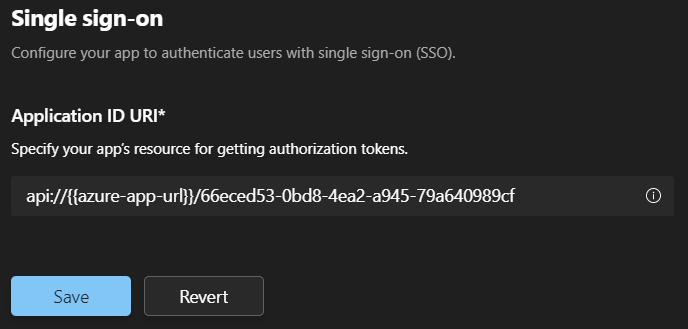 Single sign-on
Configure your app to authenticate users with single sign-on (SSO).
Application ID URI*
Specify your app's resource for getting authorization tokens.
api://{{azure-app-url}}/66eced53-0bd8-4ea2-a945-79a640989cf
Save
Revert